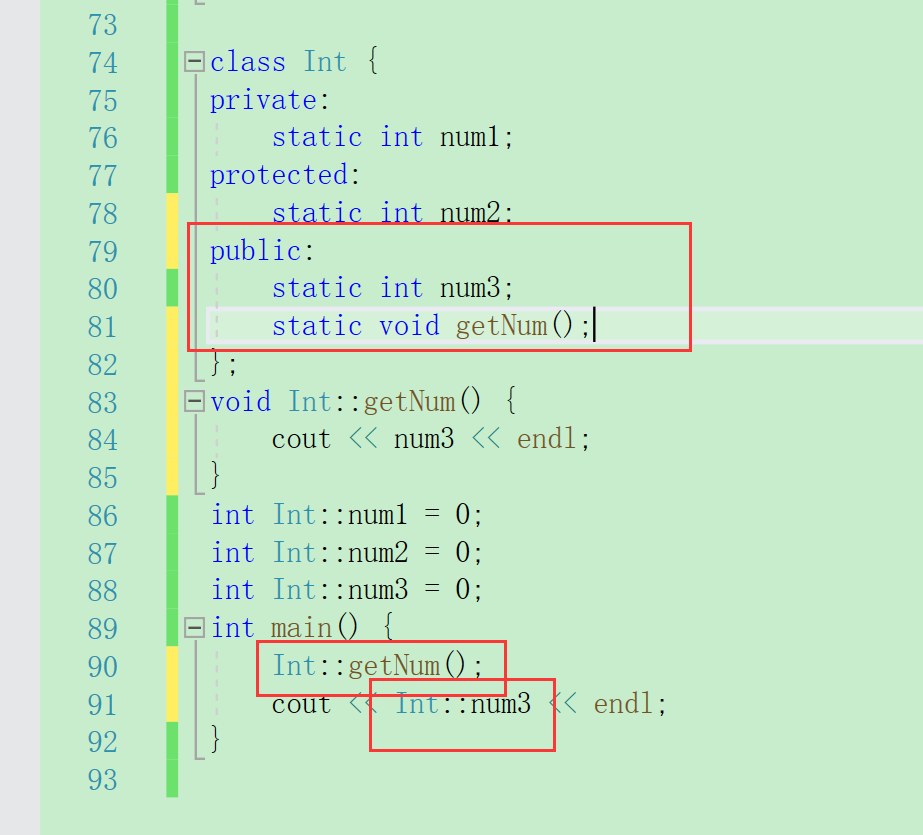 73
74 class Int {
75 private:
76 static int num1;
77 protected:
78 static int num2;
79 public:
80 static int num3;
81 static void getNum();
82 };
83 void Int::getNum() {
84 cout << num3 << endl;
85 }
86 int Int::num1 = 0;
87 int Int::num2 = 0;
88 int Int::num3 = 0;
89 int main() {
90 Int::getNum();
91 cout << Int::num3 << endl;
92 }
93